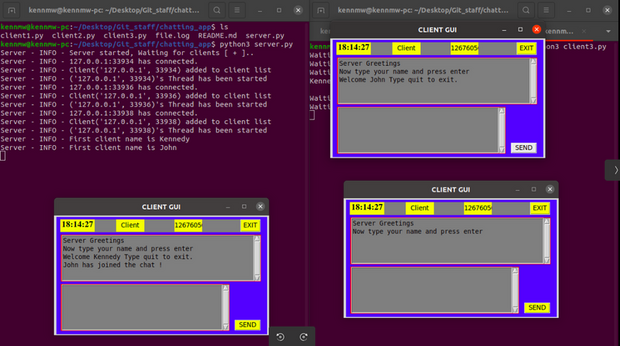 kennmw@kennmw-pc: ~/Desktop/Git_staff/chatt...
kennmw@kennmw-pc:~/Desktop/Git_staff/chatting_app$ ls
client1.py client2.py client3.py file.log README.md server.py
kennmw@kennmw-pc:~/Desktop/Git_staff/chatting_app$ python3 server.py
Server - INFO - Server started, Waiting for clients [ + ]..
Server - INFO - 127.0.0.1:33934 has connected.
Server - INFO - Client('127.0.0.1', 33934) added to client list
Server - INFO - ('127.0.0.1', 33934)'s Thread has been started
Server - INFO - 127.0.0.1:33936 has connected.
Server - INFO - Client('127.0.0.1', 33936) added to client list
Server - INFO - ('127.0.0.1', 33936)'s Thread has been started
Server - INFO - 127.0.0.1:33938 has connected.
Server - INFO - Client('127.0.0.1', 33938) added to client list
Server - INFO - ('127.0.0.1', 33938)'s Thread has been started
Server - INFO - First client name is Kennedy
Server - INFO - First client name is John
CLIENT GUI
18:14:27 Client 1267605 EXIT
Server Greetings
Now type your name and press enter
Welcome Kennedy Type quit to exit.
John has joined the chat !
SEND
kennmw@kennmw-pc: ~/Desktop/Git_staff/chatt...
on3 client3.py
CLIENT GUI
18:14:27 Client 1267605 EXIT
Server Greetings
Now type your name and press enter
Welcome John Type quit to exit.
SEND
CLIENT GUI
18:14:27 Client 1267605 EXIT
Server Greetings
Now type your name and press enter
SEND